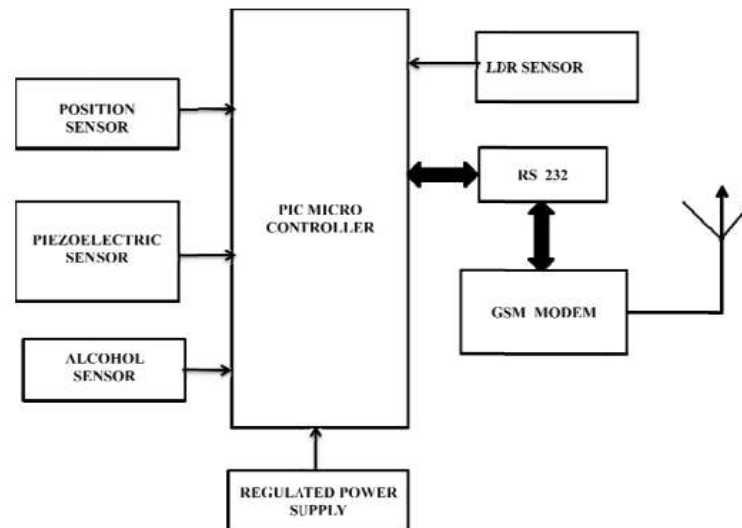 LDR SENSOR
POSITION
SENSOR
RS 232
PIC MICRO
CONTROLLER
PIEZOELECTRIC
SENSOR
GSM MODEM
ALCOHOL
SENSOR
REGULATED POWER
SUPPLY